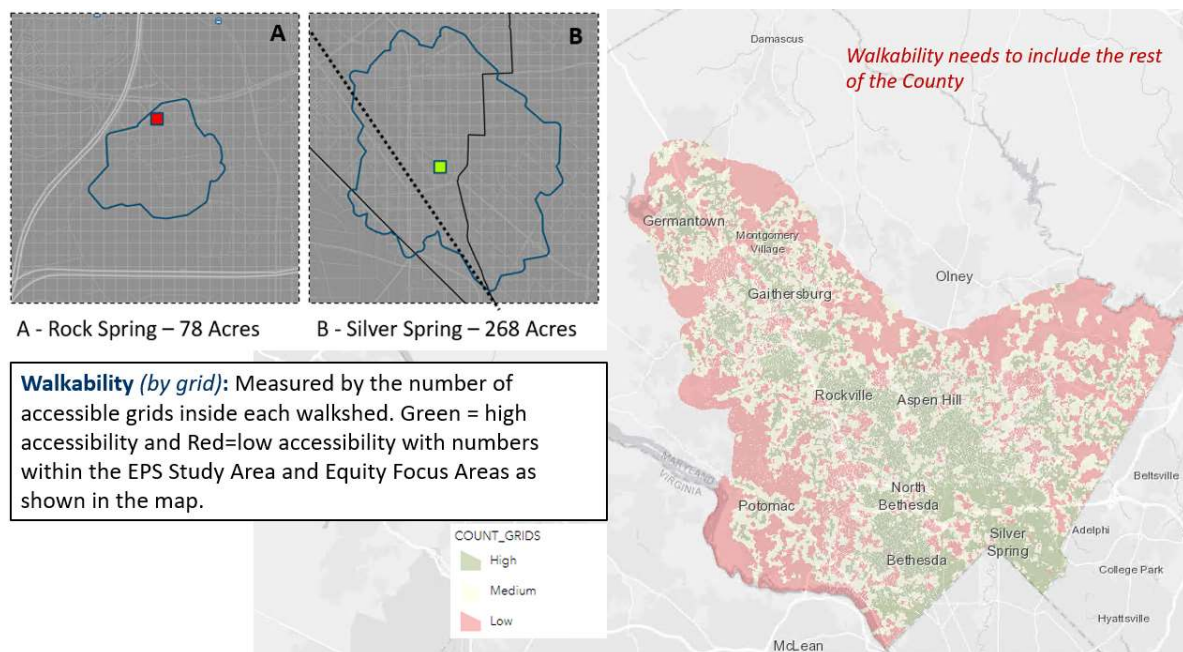 A
B
A - Rock Spring – 78 Acres
B - Silver Spring – 268 Acres
Walkability (by grid): Measured by the number of
accessible grids inside each walkshed. Green = high
accessibility and Red=low accessibility with numbers
within the EPS Study Area and Equity Focus Areas as
shown in the map.
COUNT_GRIDS
High
Medium
Low
Walkability needs to include the rest
of the County
Damascus
Germantown
Montgomery
Village
Olney
Gaithersburg
Rockville
Aspen Hill
MARYLAND
VIRGINIA
Beltsville
Potomac
North
Bethesda
Silver
Spring
Adelphi
Bethesda
College Park
Hyattsville
McLean